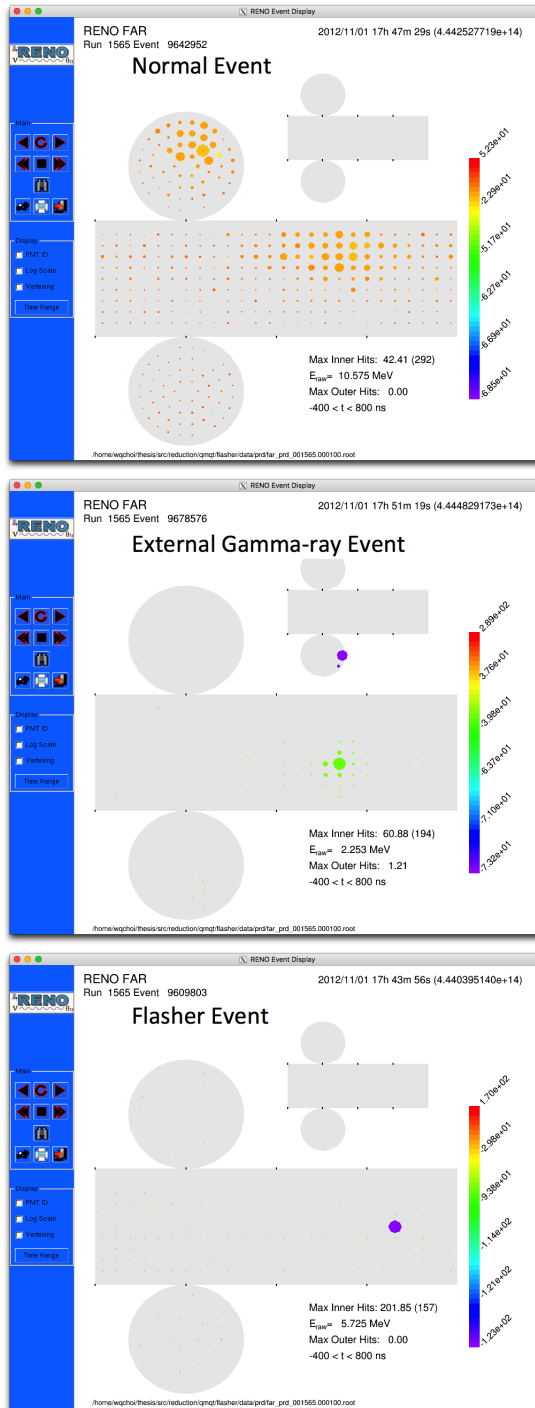 RENO Event Display
RENO FAR
2012/11/01 17h 47m 29s (4.442527719e+14)
Run 1565 Event 9642952
Normal Event
RENO
ν θ₁₃
Main
Display
PMT ID
Log Scale
Vertexing
Time Range
5.23e+01
-2.29e+01
-5.17e+01
-6.27e+01
-6.69e+01
-6.85e+01
Max Inner Hits: 42.41 (292)
Eraw= 10.575 MeV
Max Outer Hits: 0.00
-400 < t < 800 ns
/home/wqchoi/thesis/src/reduction/qmqt/flasher/data/prd/far_prd_001565.000100.root
RENO Event Display
RENO FAR
2012/11/01 17h 51m 19s (4.444829173e+14)
Run 1565 Event 9678576
External Gamma-ray Event
RENO
ν θ₁₃
Main
Display
PMT ID
Log Scale
Vertexing
Time Range
2.89e+02
3.76e+01
-3.98e+01
-6.37e+01
-7.10e+01
-7.32e+01
Max Inner Hits: 60.88 (194)
Eraw= 2.253 MeV
Max Outer Hits: 1.21
-400 < t < 800 ns
/home/wqchoi/thesis/src/reduction/qmqt/flasher/data/prd/far_prd_001565.000100.root
RENO Event Display
RENO FAR
2012/11/01 17h 43m 56s (4.440395140e+14)
Run 1565 Event 9609803
Flasher Event
RENO
ν θ₁₃
Main
Display
PMT ID
Log Scale
Vertexing
Time Range
1.70e+02
-2.98e+01
-9.38e+01
-1.14e+02
-1.21e+02
-1.23e+02
Max Inner Hits: 201.85 (157)
Eraw= 5.725 MeV
Max Outer Hits: 0.00
-400 < t < 800 ns
/home/wqchoi/thesis/src/reduction/qmqt/flasher/data/prd/far_prd_001565.000100.root